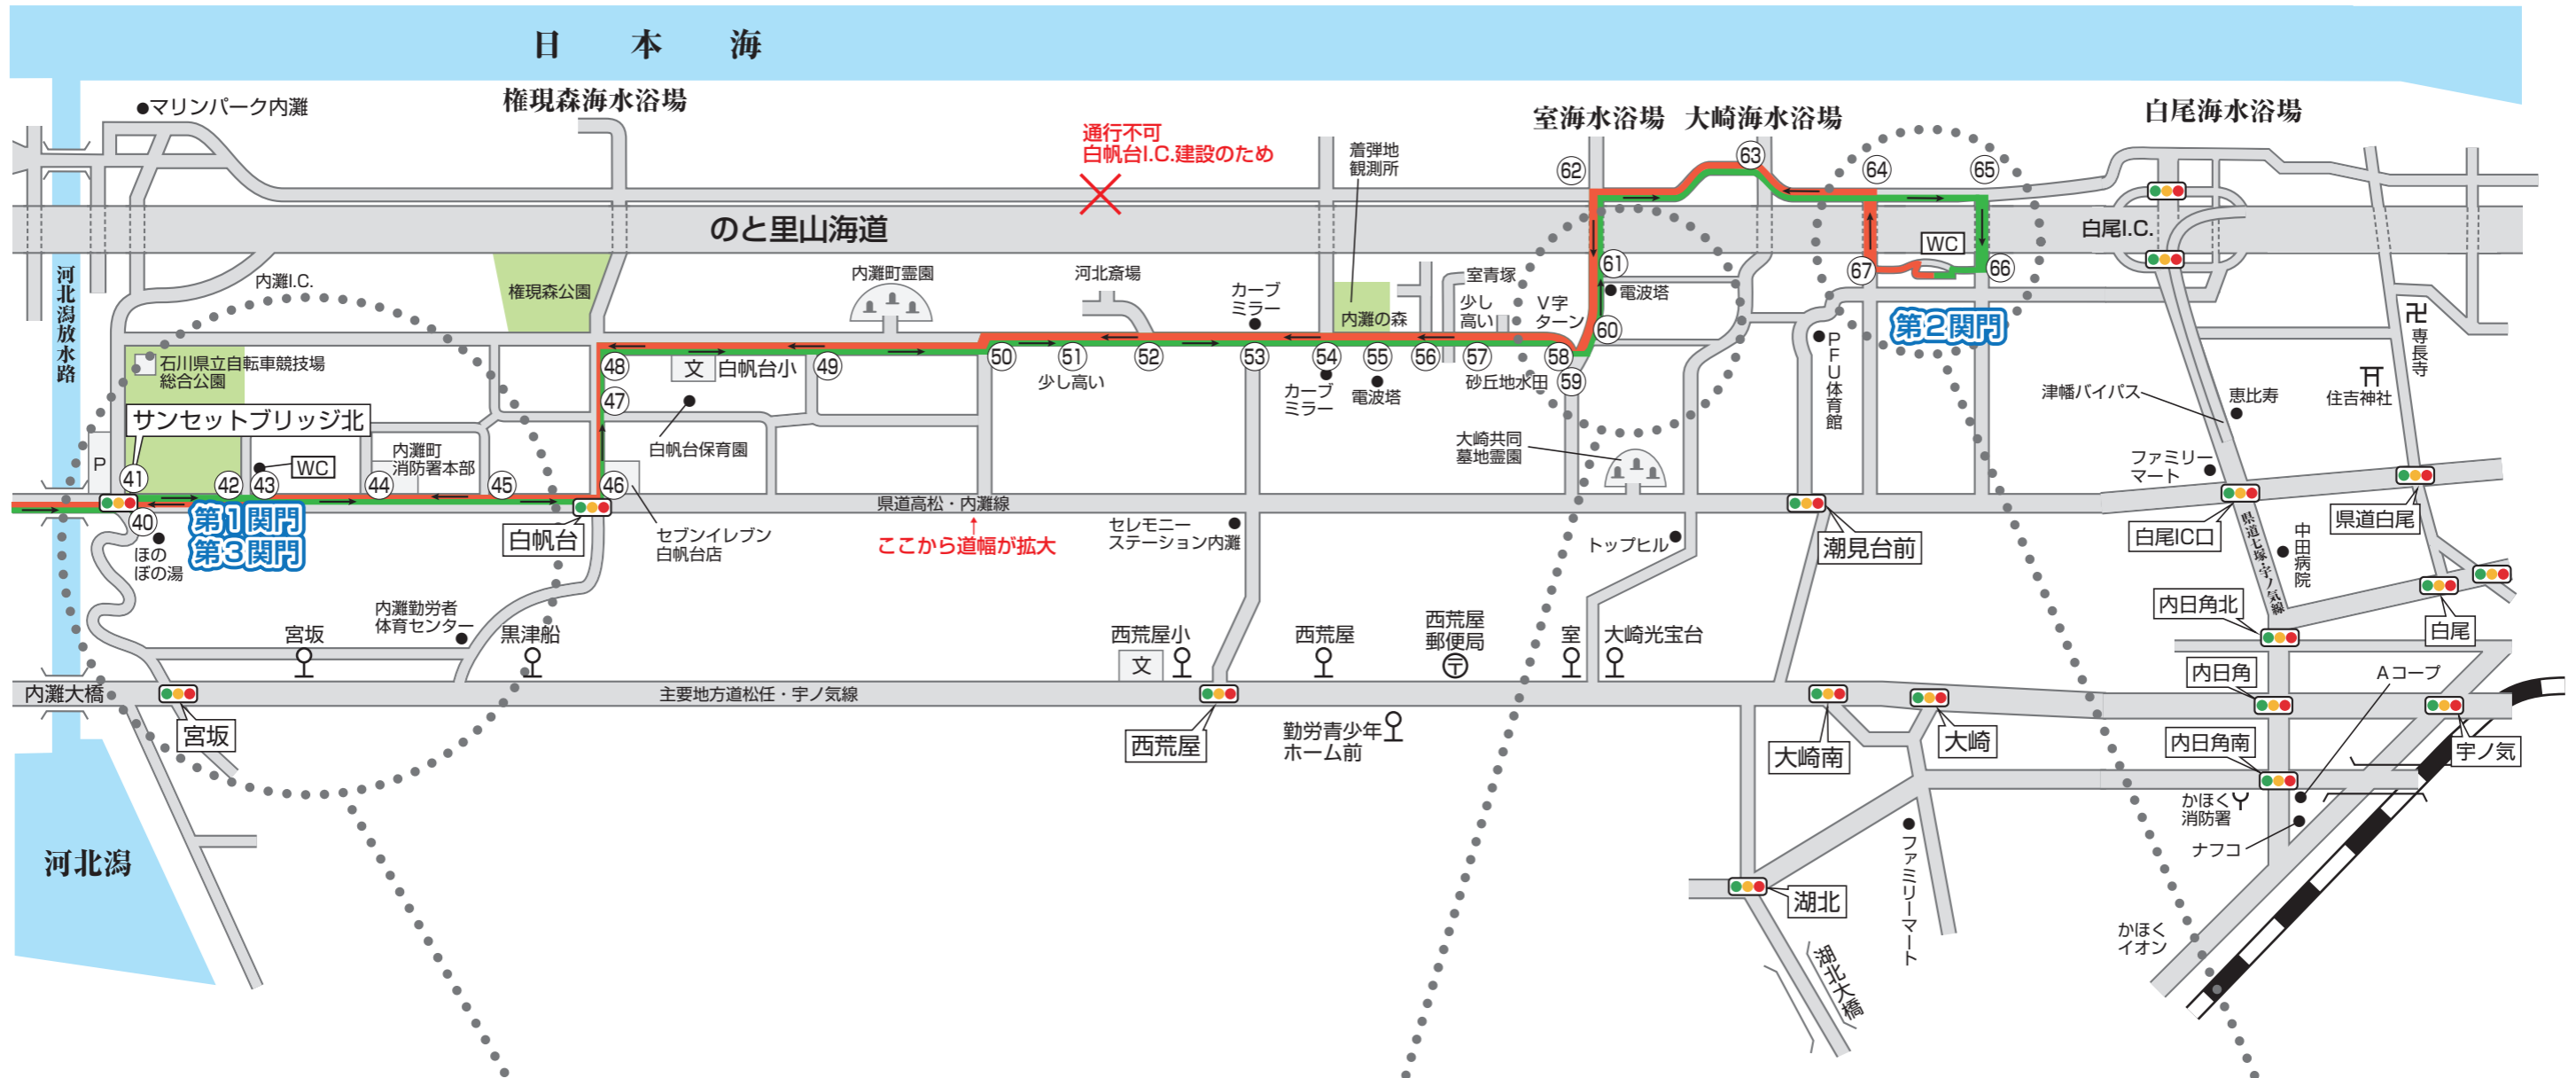 日本海
マリンパーク内灘
権現森海水浴場
通行不可
白帆台I.C.建設のため
着弾地
観測所
室海水浴場
大崎海水浴場
白尾海水浴場
62
63
64
65
のと里山海道
白尾I.C.
WC
河北潟放水路
内灘I.C.
権現森公園
内灘町霊園
河北斎場
カーブ
ミラー
内灘の森
室青塚
少し
高い
V字
ターン
61
電波塔
60
67
66
第2関門
PFU体育館
卍
専長寺
石川県立自転車競技場
総合公園
48
文
白帆台小
49
50
51
少し高い
52
53
54
カーブ
ミラー
55
電波塔
56
57
砂丘地水田
58
59
47
白帆台保育園
津幡バイパス
恵比寿
住吉神社
サンセットブリッジ北
P
41
42
43
WC
44
内灘町
消防署本部
45
46
大崎共同
墓地霊園
ファミリー
マート
県道高松・内灘線
ここから道幅が拡大
40
ほの
ぼの湯
第1関門
第3関門
白帆台
セブンイレブン
白帆台店
セレモニー
ステーション内灘
トップヒル
潮見台前
白尾IC口
県道七塚・宇ノ気線
中田病院
県道白尾
内日角北
白尾
内灘勤労者
体育センター
宮坂
黒津船
西荒屋小
文
西荒屋
西荒屋
郵便局
〒
室
大崎光宝台
内日角
Aコープ
内灘大橋
主要地方道松任・宇ノ気線
宮坂
西荒屋
勤労青少年
ホーム前
大崎南
大崎
内日角南
宇ノ気
かほく
消防署
ナフコ
河北潟
ファミリーマート
湖北
湖北大橋
かほく
イオン